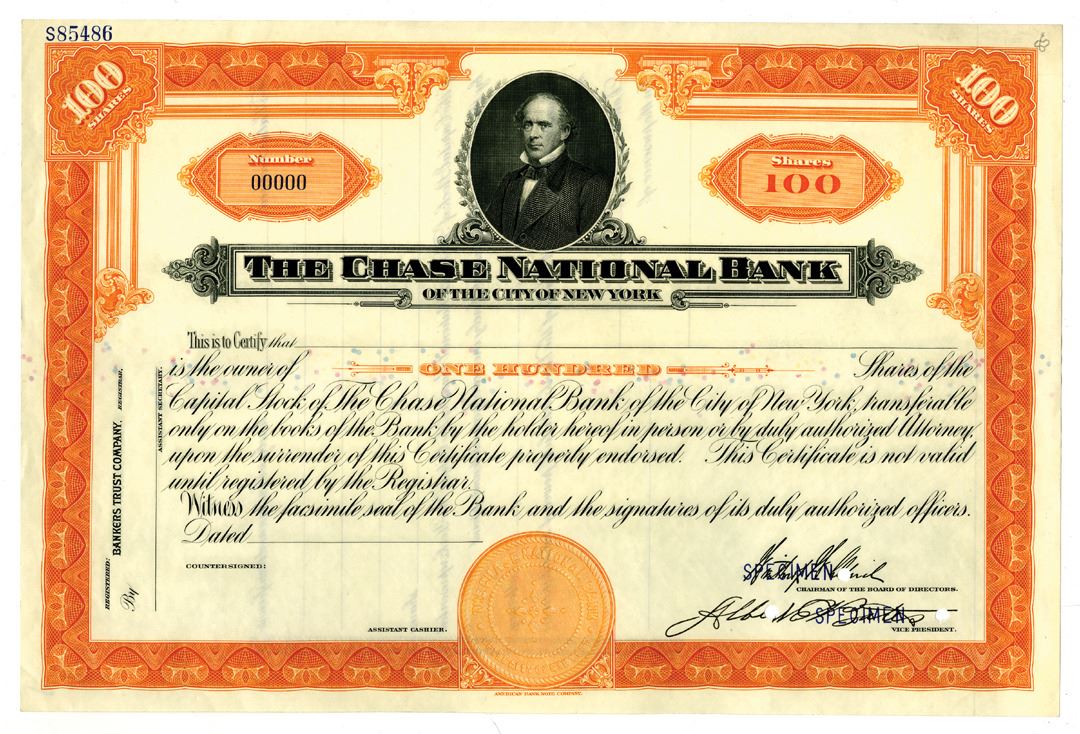 S85486
100
SHARES
100
SHARES
Number
00000
Shares
100
THE CHASE NATIONAL BANK
OF THE CITY OF NEW YORK
This is to Certify that
is the owner of ONE HUNDRED Shares of the
Capital Stock of The Chase National Bank of the City of New York, transferable
only on the books of the Bank by the holder hereof in person or by duly authorized Attorney,
upon the surrender of this Certificate properly endorsed. This Certificate is not valid
until registered by the Registrar.
Witness the facsimile seal of the Bank and the signatures of its duly authorized officers.
Dated
COUNTERSIGNED:
ASSISTANT CASHIER.
SPECIMEN
CHAIRMAN OF THE BOARD OF DIRECTORS.
SPECIMEN
VICE PRESIDENT.
REGISTERED:
BANKERS TRUST COMPANY,
REGISTRAR,
By
ASSISTANT SECRETARY.
AMERICAN BANK NOTE COMPANY.